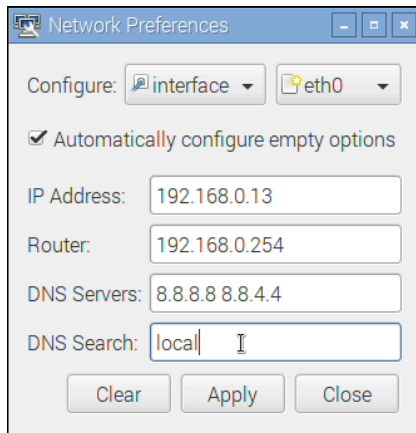 Network Preferences
Configure: interface eth0
Automatically configure empty options
IP Address: 192.168.0.13
Router: 192.168.0.254
DNS Servers: 8.8.8.8 8.8.4.4
DNS Search: local
Clear Apply Close